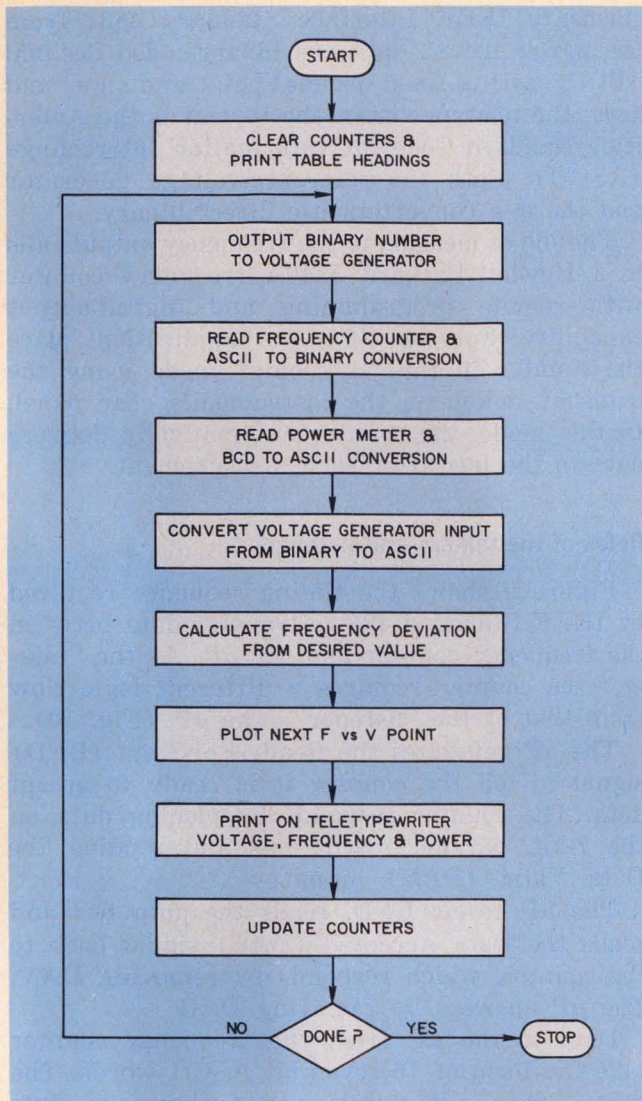 START
CLEAR COUNTERS &
PRINT TABLE HEADINGS
OUTPUT BINARY NUMBER
TO VOLTAGE GENERATOR
READ FREQUENCY COUNTER &
ASCII TO BINARY CONVERSION
READ POWER METER &
BCD TO ASCII CONVERSION
CONVERT VOLTAGE GENERATOR INPUT
FROM BINARY TO ASCII
CALCULATE FREQUENCY DEVIATION
FROM DESIRED VALUE
PLOT NEXT F vs V POINT
PRINT ON TELETYPEWRITER
VOLTAGE, FREQUENCY & POWER
UPDATE COUNTERS
NO DONE ? YES STOP